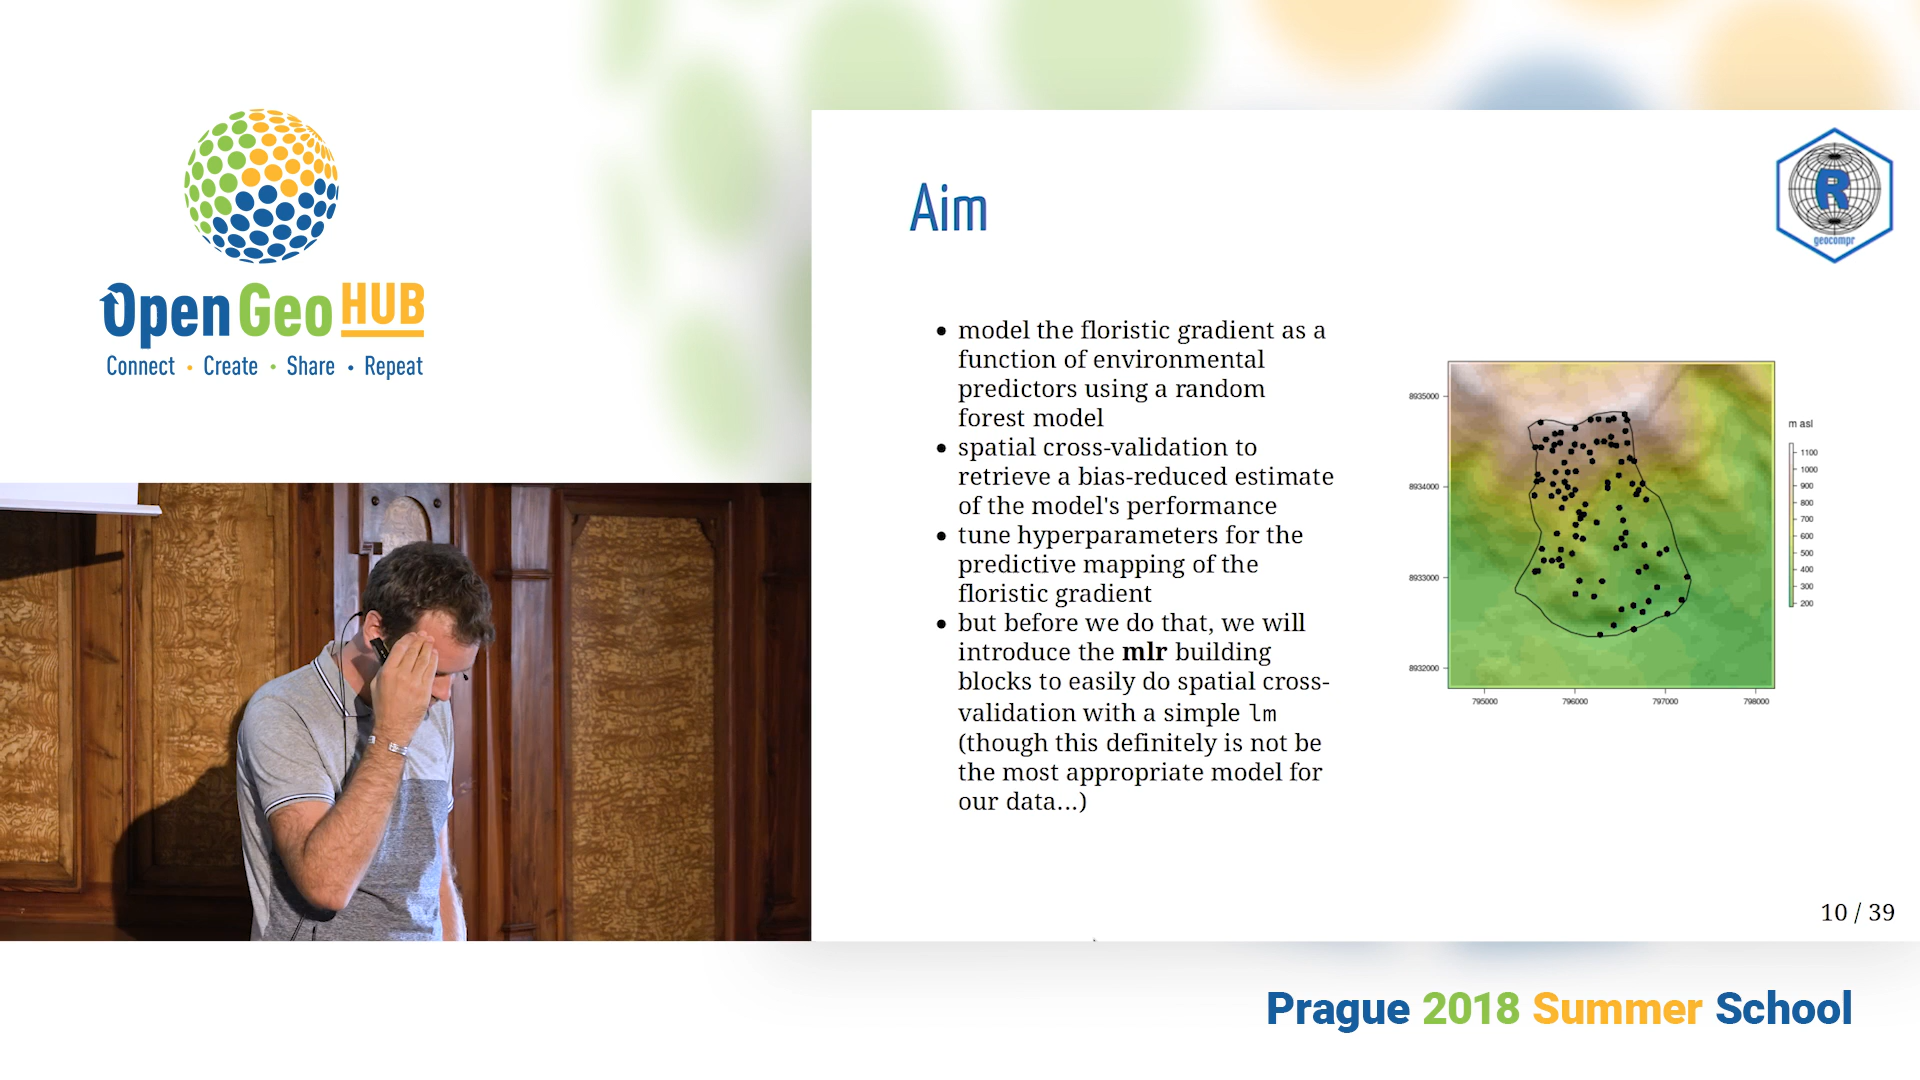 Open Geo HUB
Connect • Create • Share • Repeat
Aim
geocompr
• model the floristic gradient as a
function of environmental
predictors using a random
forest model
• spatial cross-validation to
retrieve a bias-reduced estimate
of the model's performance
• tune hyperparameters for the
predictive mapping of the
floristic gradient
• but before we do that, we will
introduce the mlr building
blocks to easily do spatial cross-
validation with a simple lm
(though this definitely is not be
the most appropriate model for
our data...)
8935000
8934000
8933000
8932000
795000 796000 797000 798000
m asl
1100
1000
900
800
700
600
500
400
300
200
10 / 39
Prague 2018 Summer School